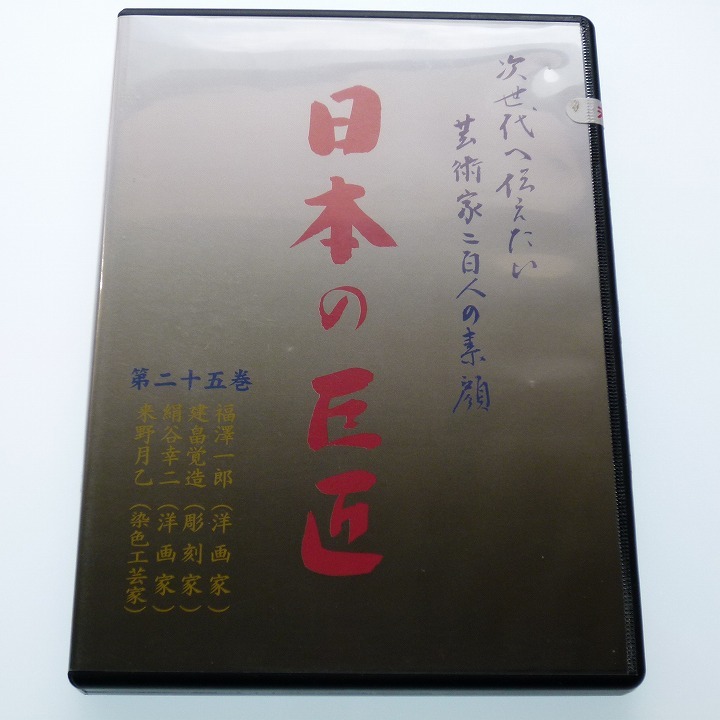 次世代へ伝えたい
芸術家二百人の素顔
日本の巨匠
第二十五巻
福澤一郎(洋画家)
建畠覚造(彫刻家)
絹谷幸二(洋画家)
来野月乙(染色工芸家)